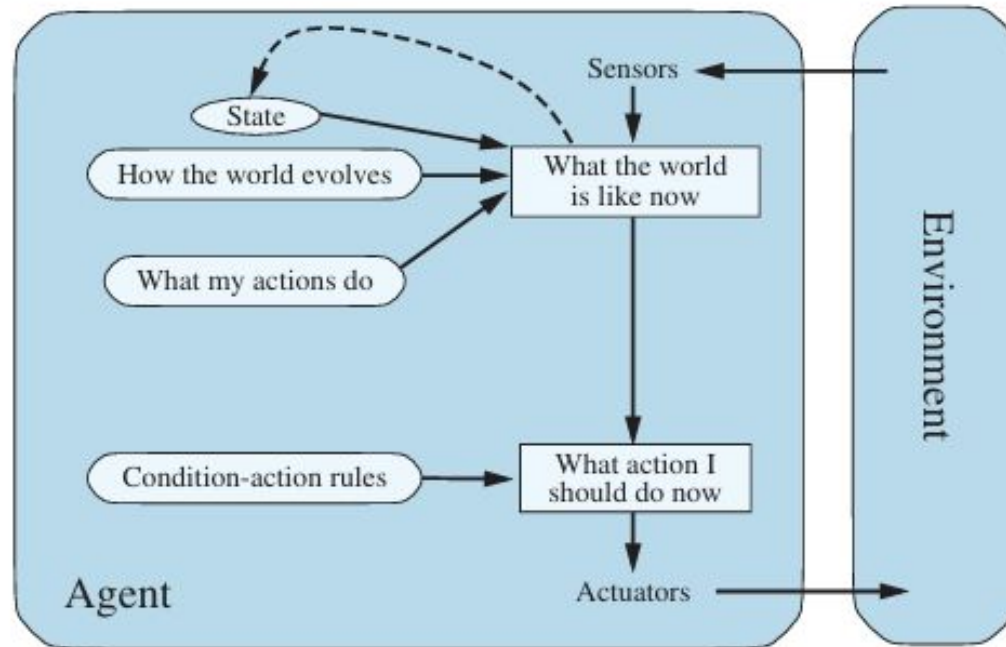 Sensors
State
What the world
is like now
How the world evolves
What my actions do
Environment
Condition-action rules
What action I
should do now
Agent
Actuators